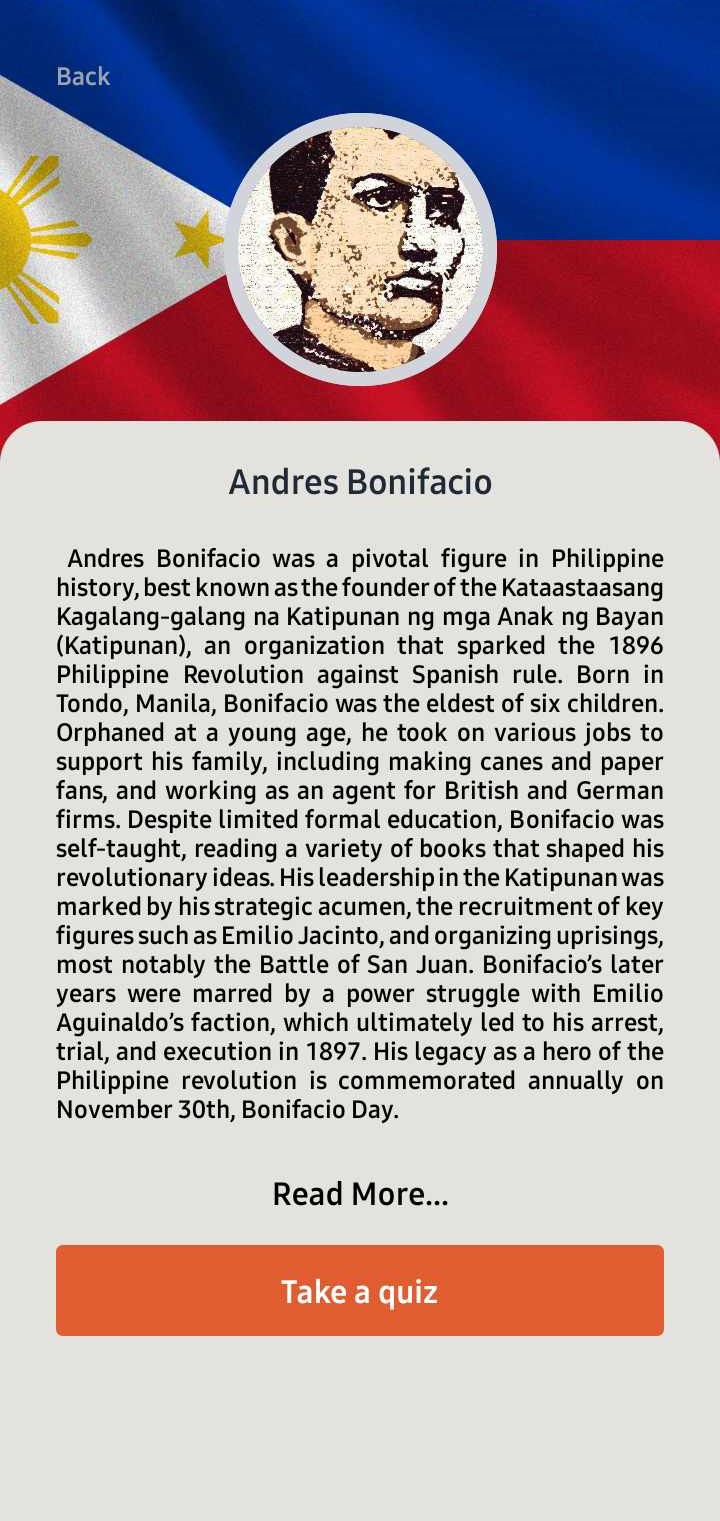 Back
Andres Bonifacio
Andres Bonifacio was a pivotal figure in Philippine
history, best known as the founder of the Kataastaasang
Kagalang-galang na Katipunan ng mga Anak ng Bayan
(Katipunan), an organization that sparked the 1896
Philippine Revolution against Spanish rule. Born in
Tondo, Manila, Bonifacio was the eldest of six children.
Orphaned at a young age, he took on various jobs to
support his family, including making canes and paper
fans, and working as an agent for British and German
firms. Despite limited formal education, Bonifacio was
self-taught, reading a variety of books that shaped his
revolutionary ideas. His leadership in the Katipunan was
marked by his strategic acumen, the recruitment of key
figures such as Emilio Jacinto, and organizing uprisings,
most notably the Battle of San Juan. Bonifacio’s later
years were marred by a power struggle with Emilio
Aguinaldo’s faction, which ultimately led to his arrest,
trial, and execution in 1897. His legacy as a hero of the
Philippine revolution is commemorated annually on
November 30th, Bonifacio Day.
Read More...
Take a quiz